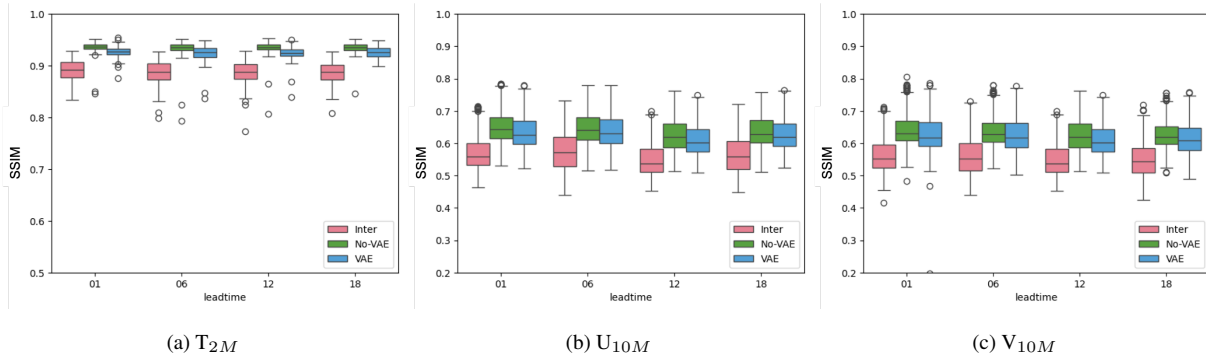 1.0
0.9
0.8
0.7
0.6
0.5
SSIM
01
06
12
18
leadtime
Inter
No-VAE
VAE
(a) T2M
1.0
0.9
0.8
0.7
0.6
0.5
0.4
0.3
0.2
SSIM
01
06
12
18
leadtime
Inter
No-VAE
VAE
(b) U10M
1.0
0.9
0.8
0.7
0.6
0.5
0.4
0.3
0.2
SSIM
01
06
12
18
leadtime
Inter
No-VAE
VAE
(c) V10M